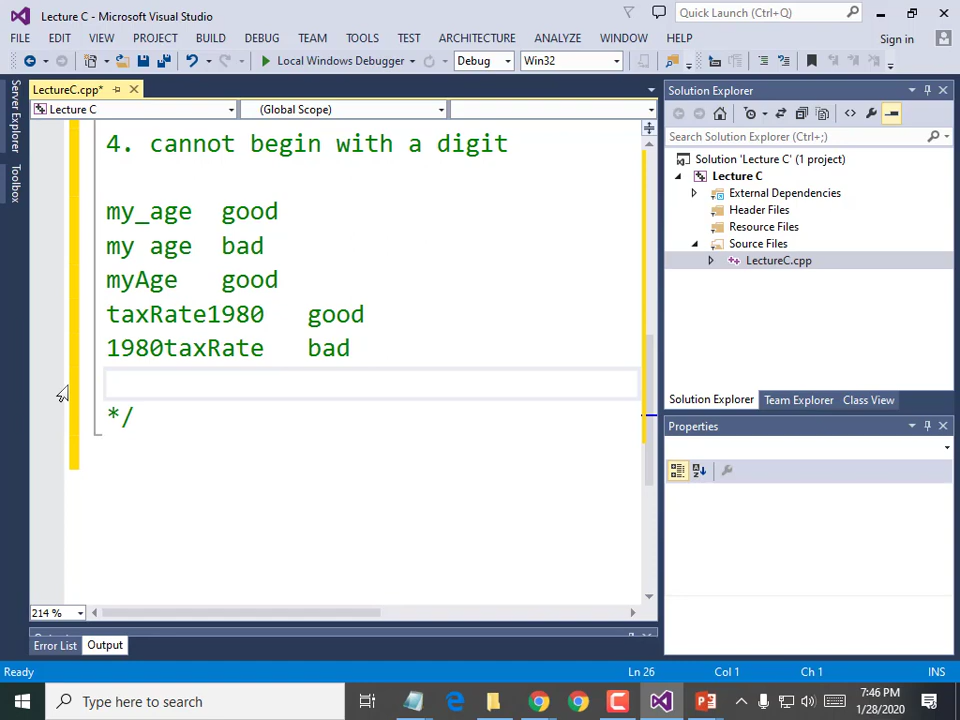 Lecture C - Microsoft Visual Studio
Quick Launch (Ctrl+Q)
FILE EDIT VIEW PROJECT BUILD DEBUG TEAM TOOLS TEST ARCHITECTURE ANALYZE WINDOW HELP Sign in
Local Windows Debugger Debug Win32
Server Explorer
Toolbox
LectureC.cpp*
Lecture C (Global Scope)
4. cannot begin with a digit
my_age good
my age bad
myAge good
taxRate1980 good
1980taxRate bad
*/
214 %
Solution Explorer
Search Solution Explorer (Ctrl+;)
Solution 'Lecture C' (1 project)
Lecture C
External Dependencies
Header Files
Resource Files
Source Files
LectureC.cpp
Solution Explorer Team Explorer Class View
Properties
Error List Output
Ready Ln 26 Col 1 Ch 1 INS
Type here to search
7:46 PM
1/28/2020